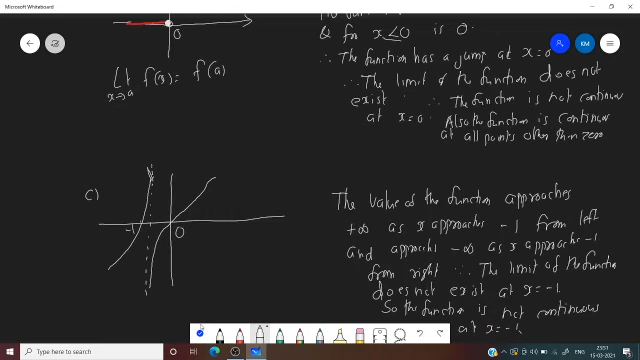 Microsoft Whiteboard
& for x≤0 is 0.
0
∴ The function has a jump at x=0
Lt f(x) = f(a)
x→a
∴ The limit of the function does not
exist ∴ The function is not continuous
at x=0. Also the function is continuous
at all points other than zero
c)
-1
0
The value of the function approaches
+∞ as x approaches -1 from left
and approaches -∞ as x approaches -1
from right ∴ The limit of the function
does not exist at x=-1.
So the function is not continuous
at x=-1.
KM
Type here to search
ENG
23:51
15-03-2021